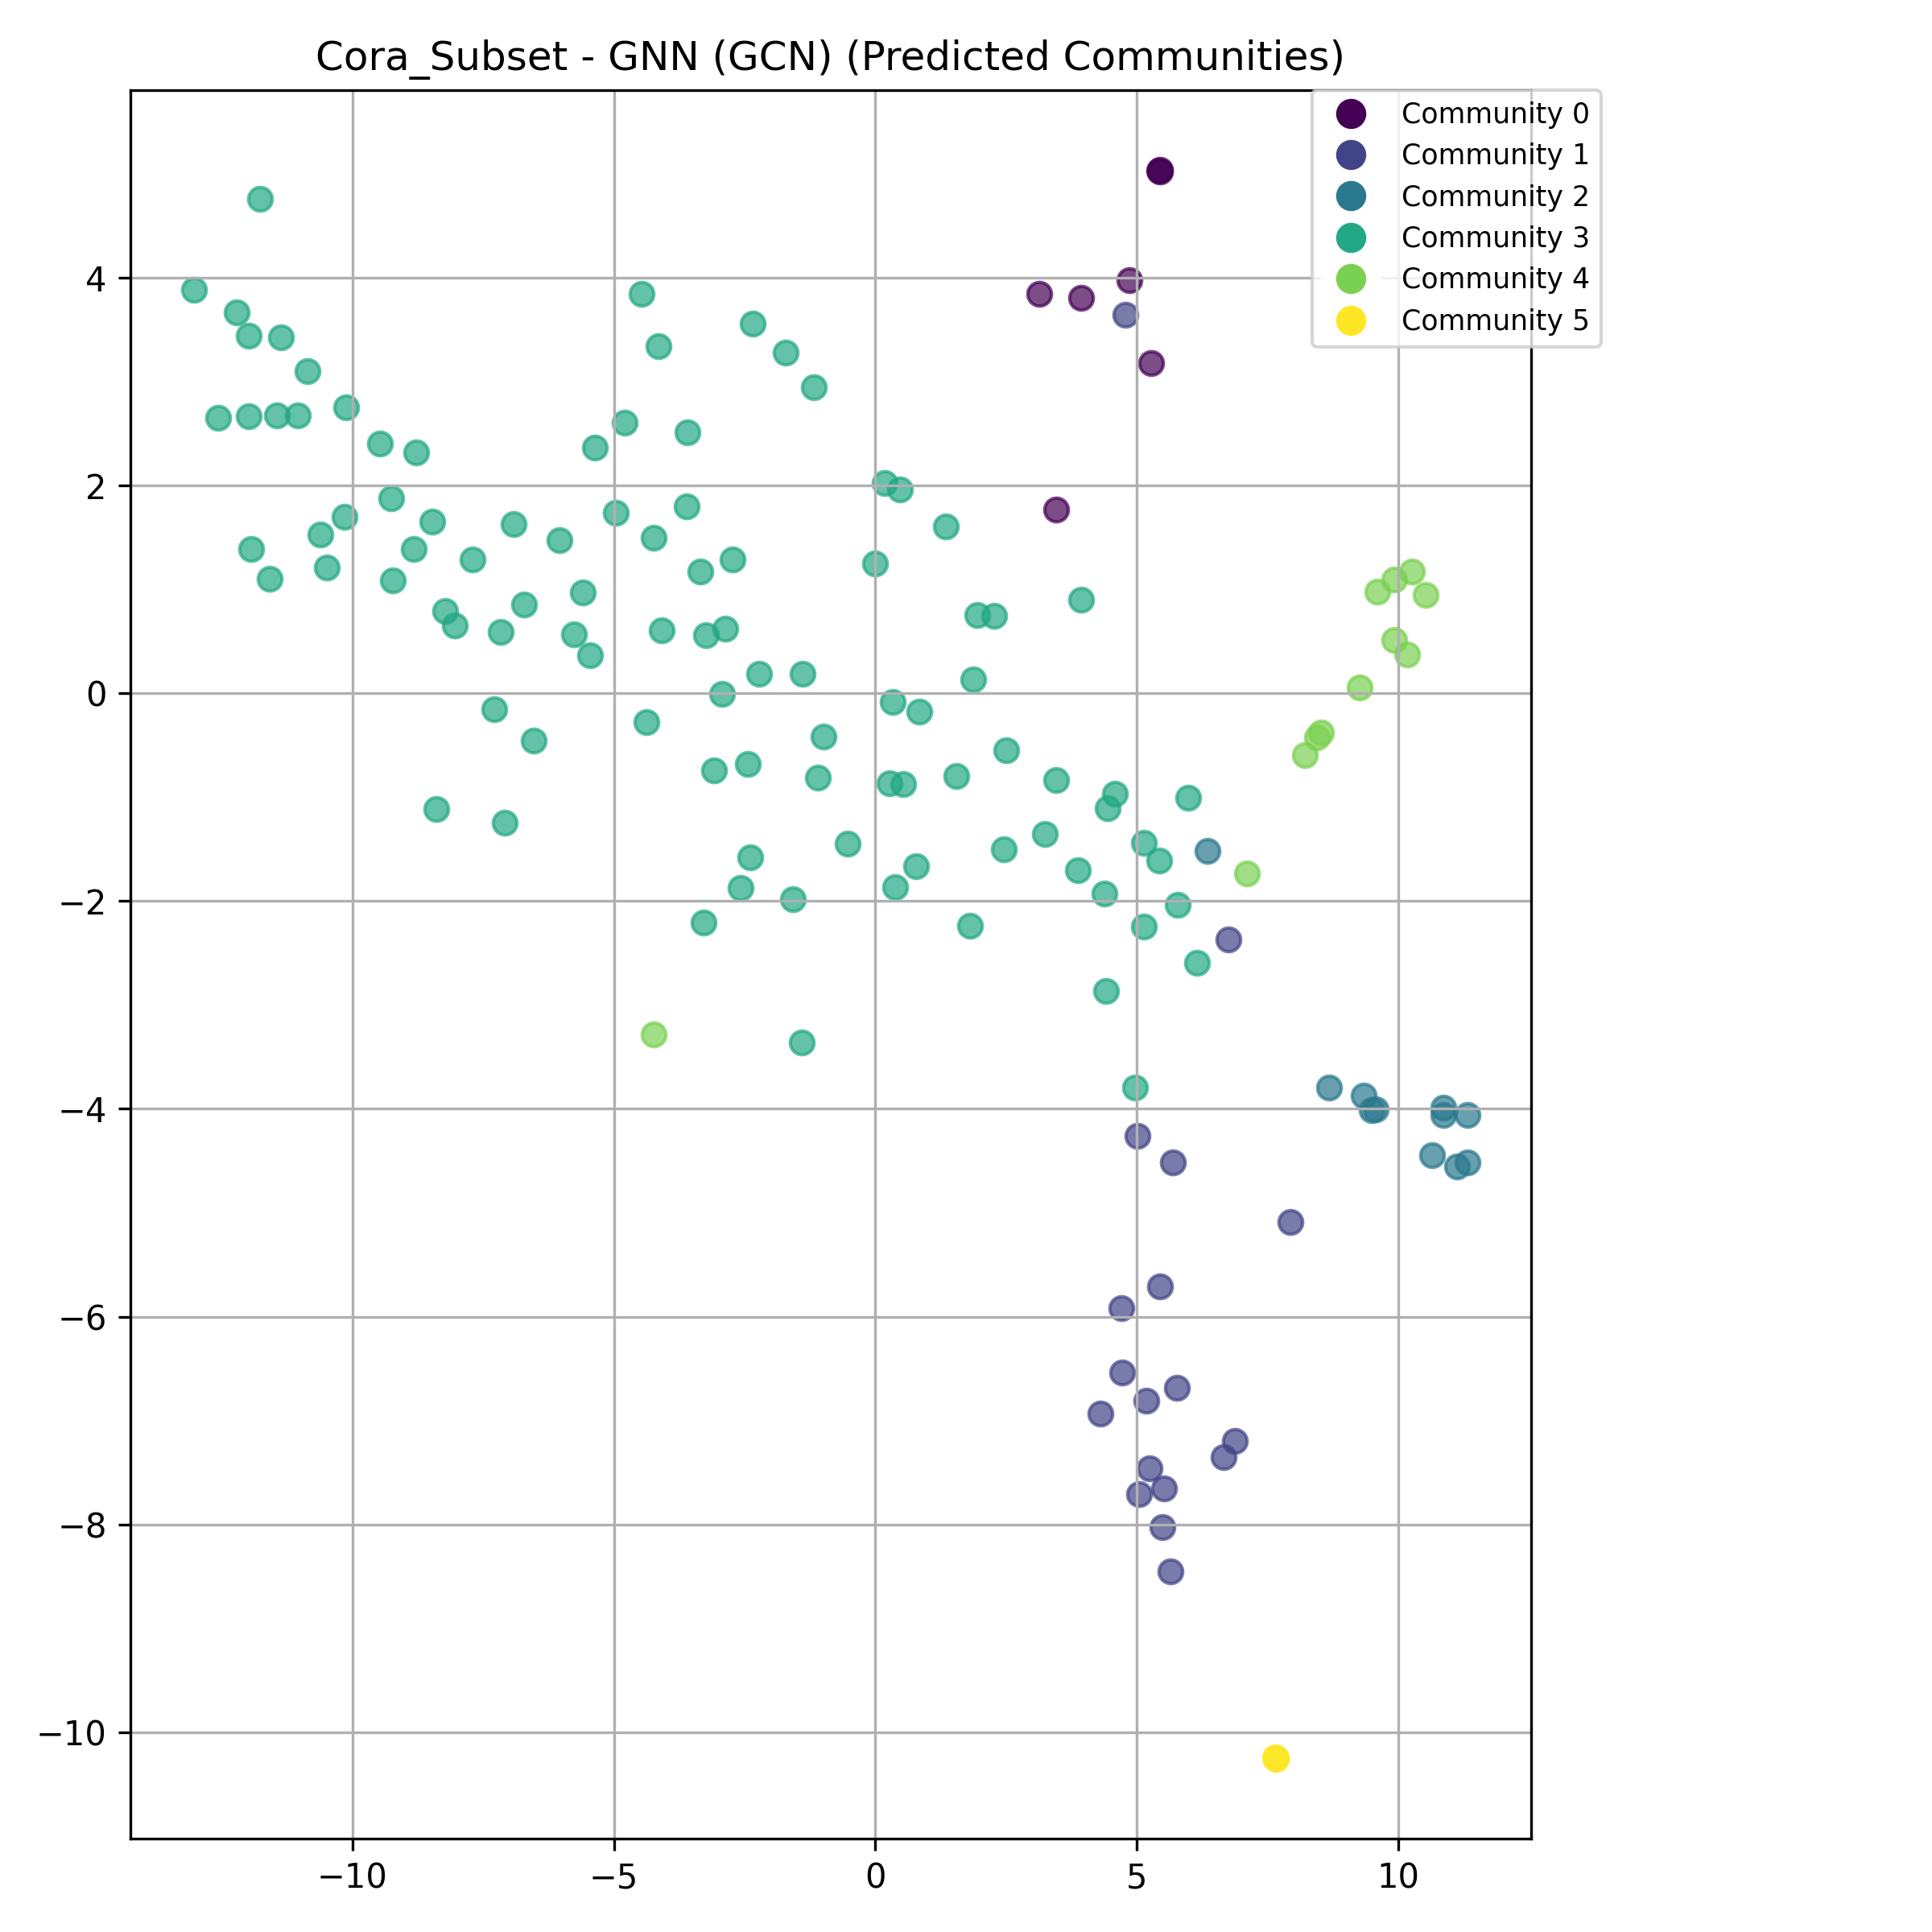 Cora_Subset - GNN (GCN) (Predicted Communities)
Community 0
Community 1
Community 2
Community 3
Community 4
Community 5
4
2
0
−2
−4
−6
−8
−10
−10 −5 0 5 10